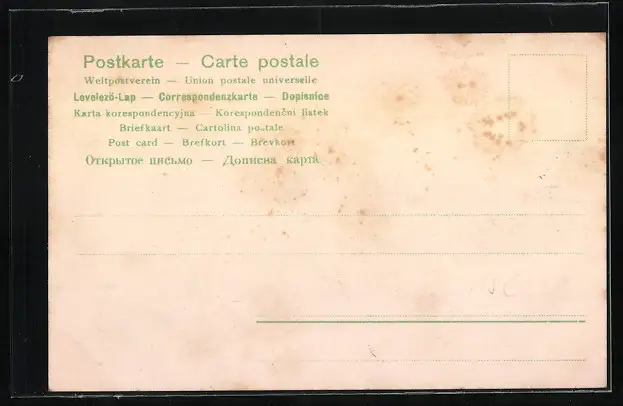 Postkarte — Carte postale
Weltpostverein — Union postale universelle
Levelező-Lap — Correspondenzkarte — Dopisnice
Karta korespondencyjna — Korespondenční lístek
Briefkaart — Cartolina postale
Post card — Brefkort — Brevkort
Открытое письмо — Дописна карта